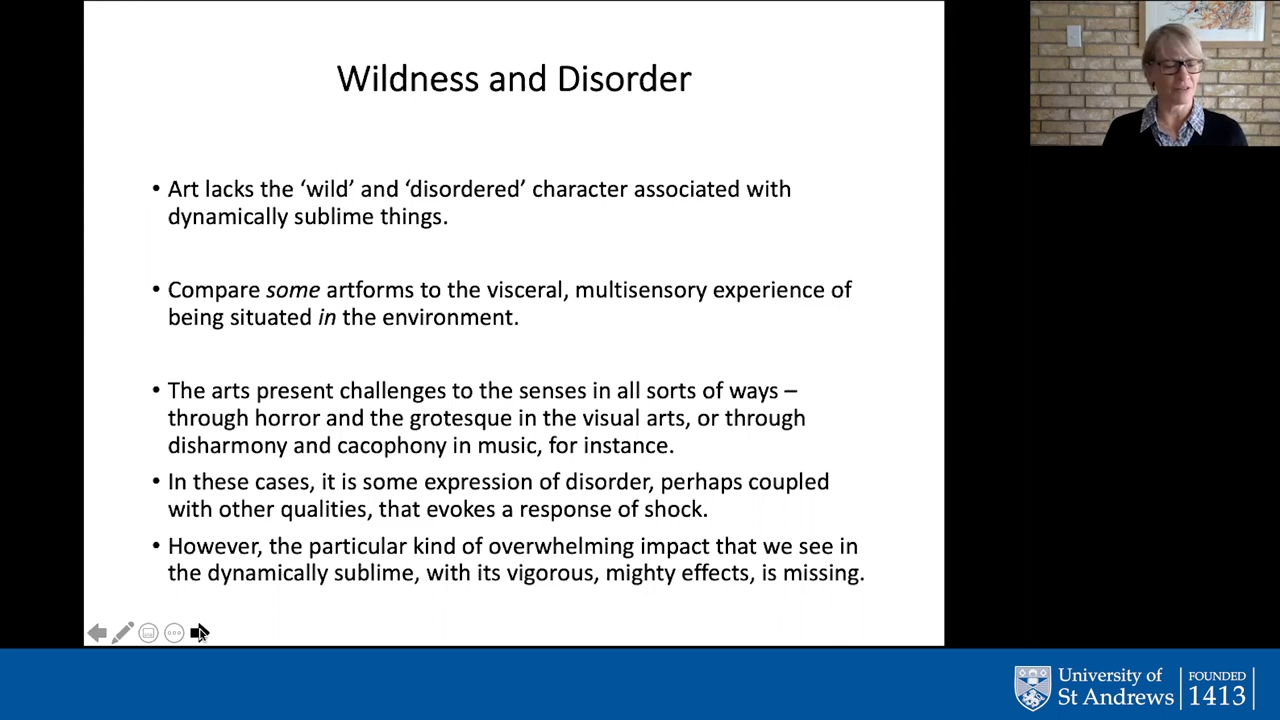 Wildness and Disorder
• Art lacks the ‘wild’ and ‘disordered’ character associated with
dynamically sublime things.
• Compare some artforms to the visceral, multisensory experience of
being situated in the environment.
• The arts present challenges to the senses in all sorts of ways –
through horror and the grotesque in the visual arts, or through
disharmony and cacophony in music, for instance.
• In these cases, it is some expression of disorder, perhaps coupled
with other qualities, that evokes a response of shock.
• However, the particular kind of overwhelming impact that we see in
the dynamically sublime, with its vigorous, mighty effects, is missing.
University of
St Andrews
FOUNDED
1413